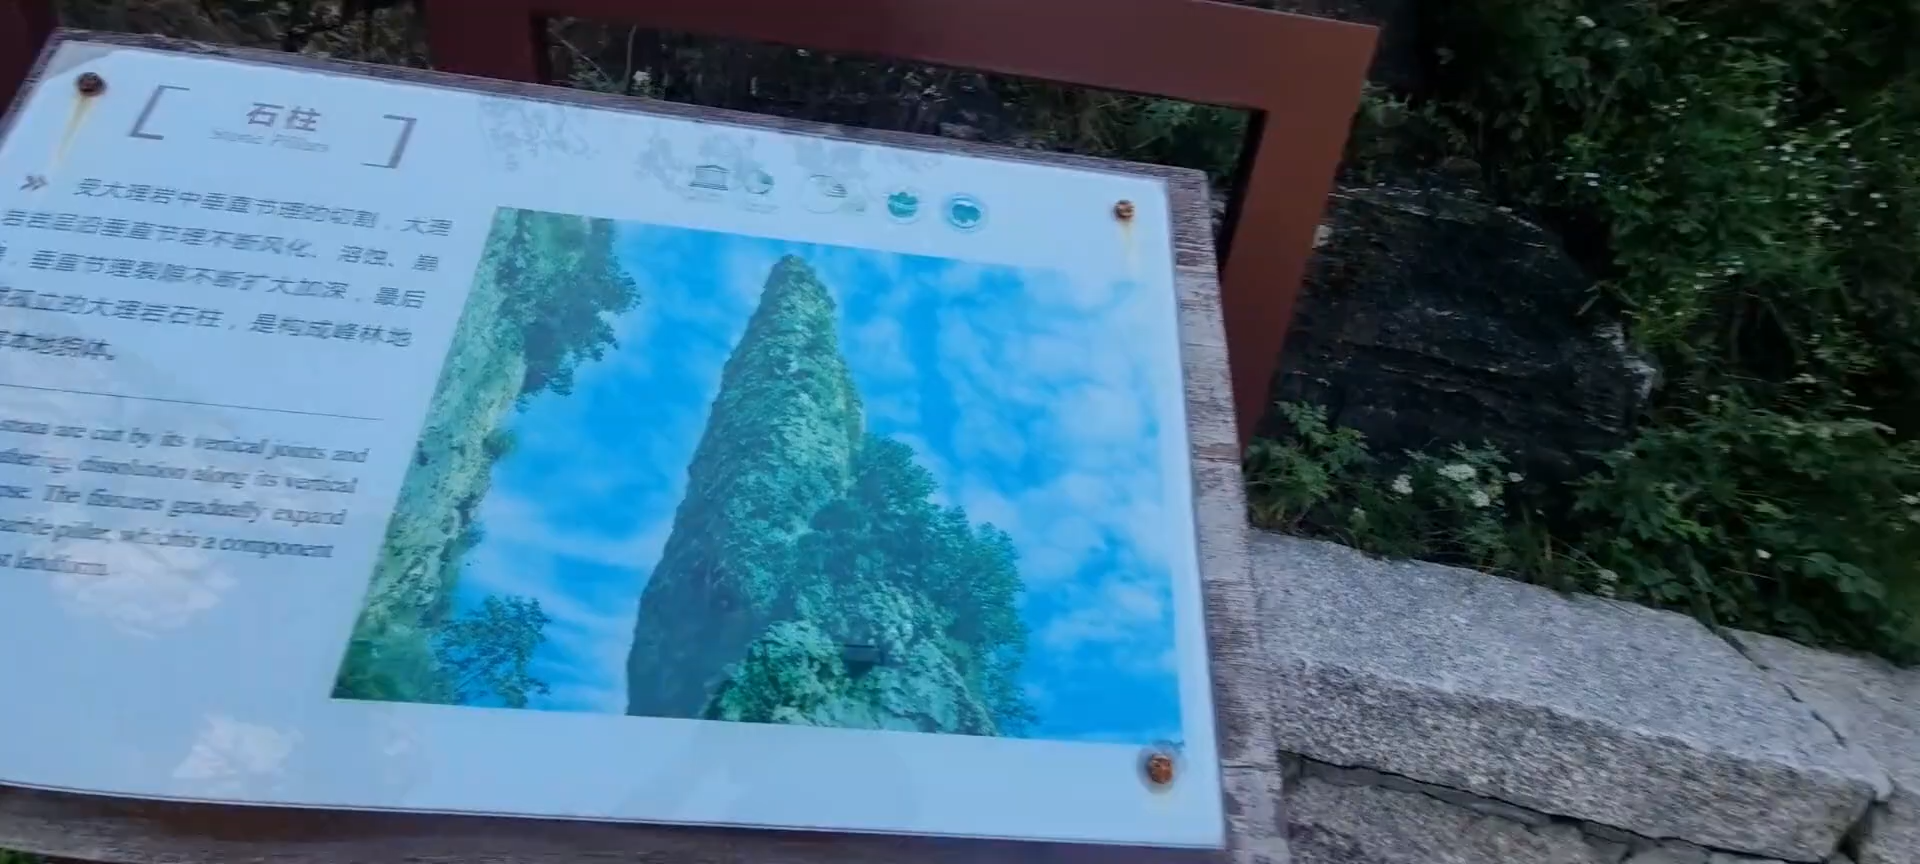 石柱
Stone Pillars
受大理岩中垂直节理的切割，大理
岩岩层沿垂直节理不断风化、溶蚀、崩
，垂直节理裂隙不断扩大加深，最后
孤立的大理岩石柱，是构成峰林地
基本地貌体。
are cut by its vertical joints and
dissolution along its vertical
The fissures gradually expand
pillar, which is a component
landform.